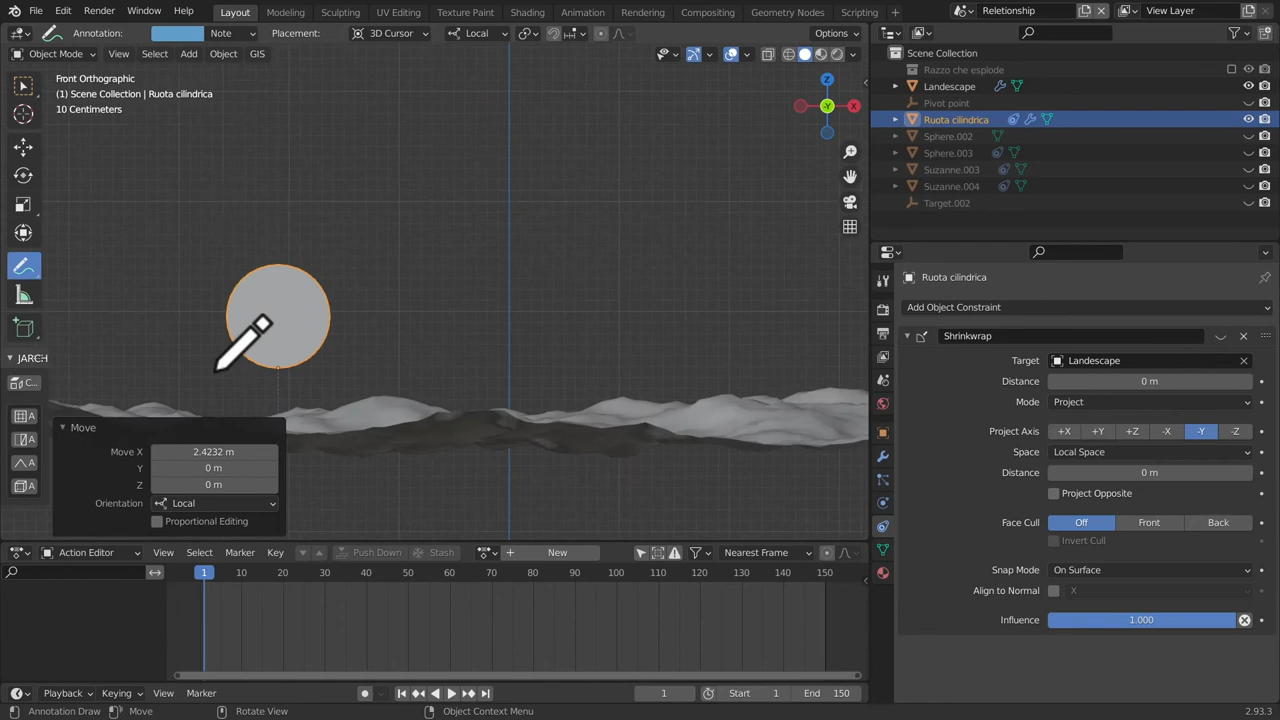 File Edit Render Window Help Layout Modeling Sculpting UV Editing Texture Paint Shading Animation Rendering Compositing Geometry Nodes Scripting + Relationship View Layer
Annotation: Note Placement: 3D Cursor Local Options
Object Mode View Select Add Object GIS
Front Orthographic
(1) Scene Collection | Ruota cilindrica
10 Centimeters
Z
-Y
X
JARCH
C...
A
A
A
A
Move
Move X 2.4232 m
Y 0 m
Z 0 m
Orientation Local
Proportional Editing
Action Editor View Select Marker Key Push Down Stash New Nearest Frame
1 10 20 30 40 50 60 70 80 90 100 110 120 130 140 150
Playback Keying View Marker 1 Start 1 End 150
Annotation Draw Move Rotate View Object Context Menu 2.93.3
Scene Collection
Razzo che esplode
Landscape
Pivot point
Ruota cilindrica
Sphere.002
Sphere.003
Suzanne.003
Suzanne.004
Target.002
Ruota cilindrica
Add Object Constraint
Shrinkwrap
Target Landscape
Distance 0 m
Mode Project
Project Axis +X +Y +Z -X -Y -Z
Space Local Space
Distance 0 m
Project Opposite
Face Cull Off Front Back
Invert Cull
Snap Mode On Surface
Align to Normal X
Influence 1.000